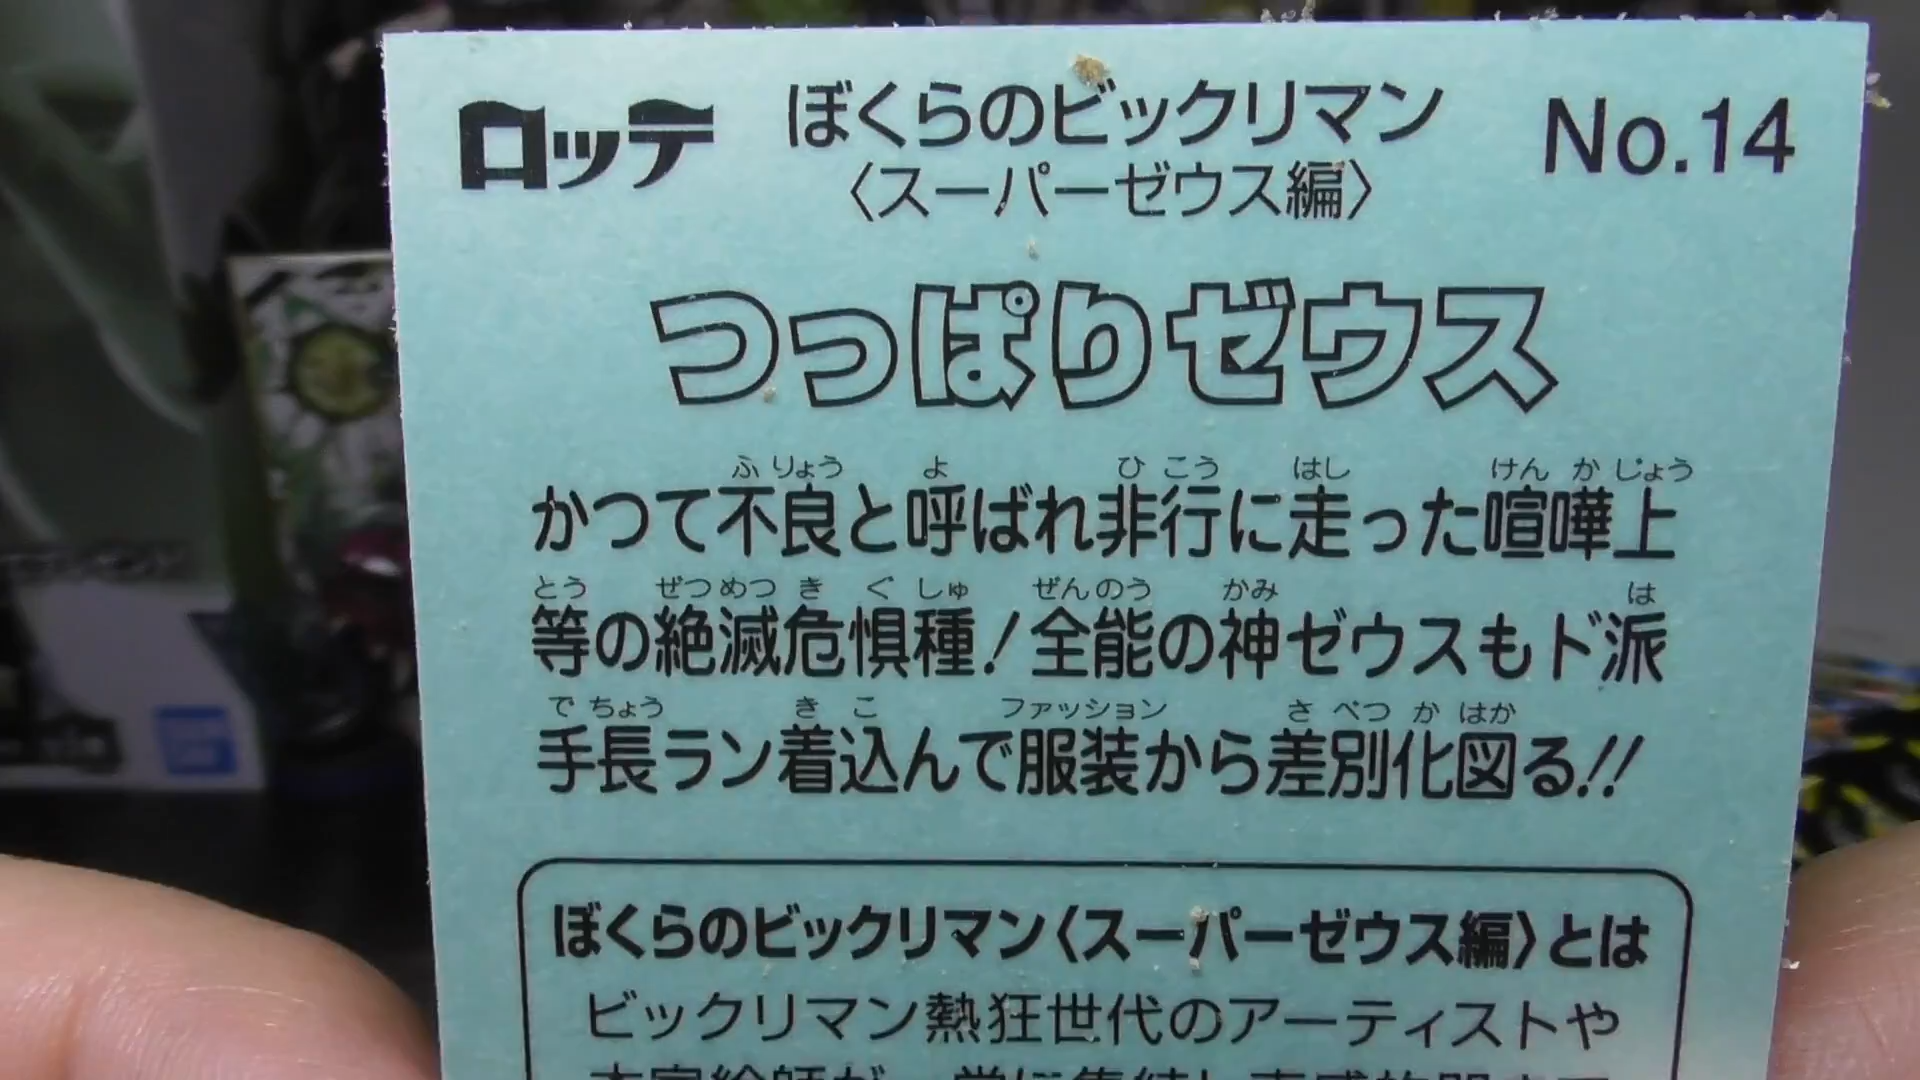 ロッテ ぼくらのビックリマン No.14
〈スーパーゼウス編〉
つっぱりゼウス
ふりょう よ ひこう はし けんかじょう
かつて不良と呼ばれ非行に走った喧嘩上
とう ぜつめつきぐしゅ ぜんのう かみ は
等の絶滅危惧種!全能の神ゼウスもド派
でちょう きこ ファッション さべつかはか
手長ラン着込んで服装から差別化図る!!
ぼくらのビックリマン〈スーパーゼウス編〉とは
ビックリマン熱狂世代のアーティストや